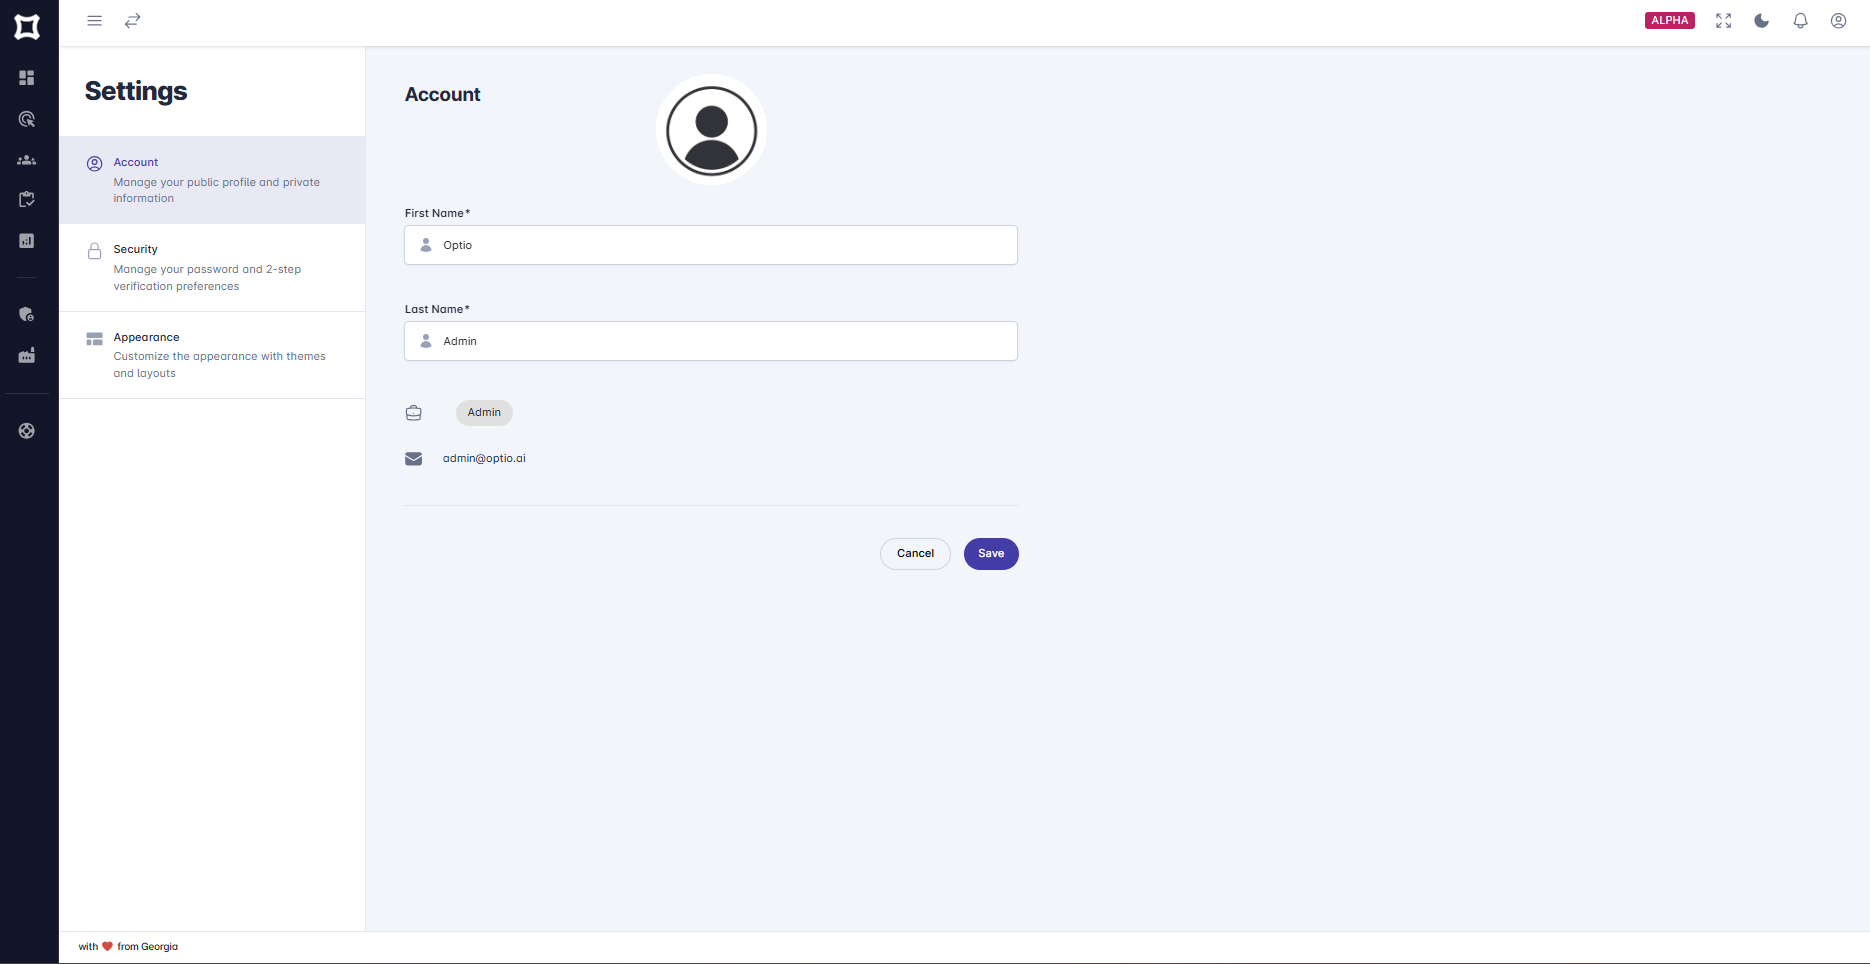 ALPHA
Settings
Account
Manage your public profile and private
information
Security
Manage your password and 2-step
verification preferences
Appearance
Customize the appearance with themes
and layouts
Account
First Name*
Optio
Last Name*
Admin
Admin
admin@optio.ai
Cancel
Save
with ❤️ from Georgia